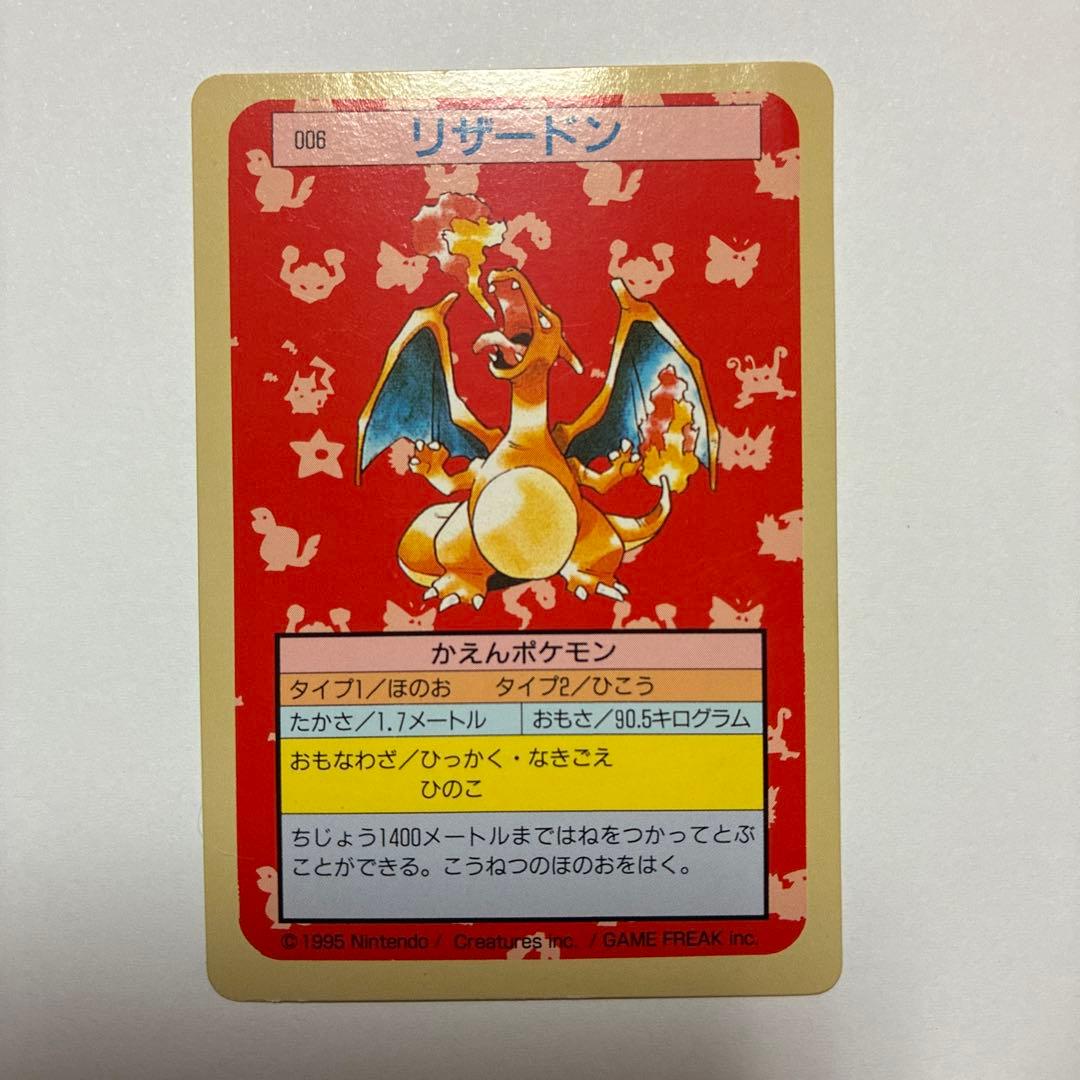 006 リザードン
かえんポケモン
タイプ1/ほのお タイプ2/ひこう
たかさ/1.7メートル おもさ/90.5キログラム
おもなわざ/ひっかく・なきごえ
ひのこ
ちじょう1400メートルまではねをつかってとぶ
ことができる。こうねつのほのおをはく。
© 1995 Nintendo / Creatures inc. / GAME FREAK inc.